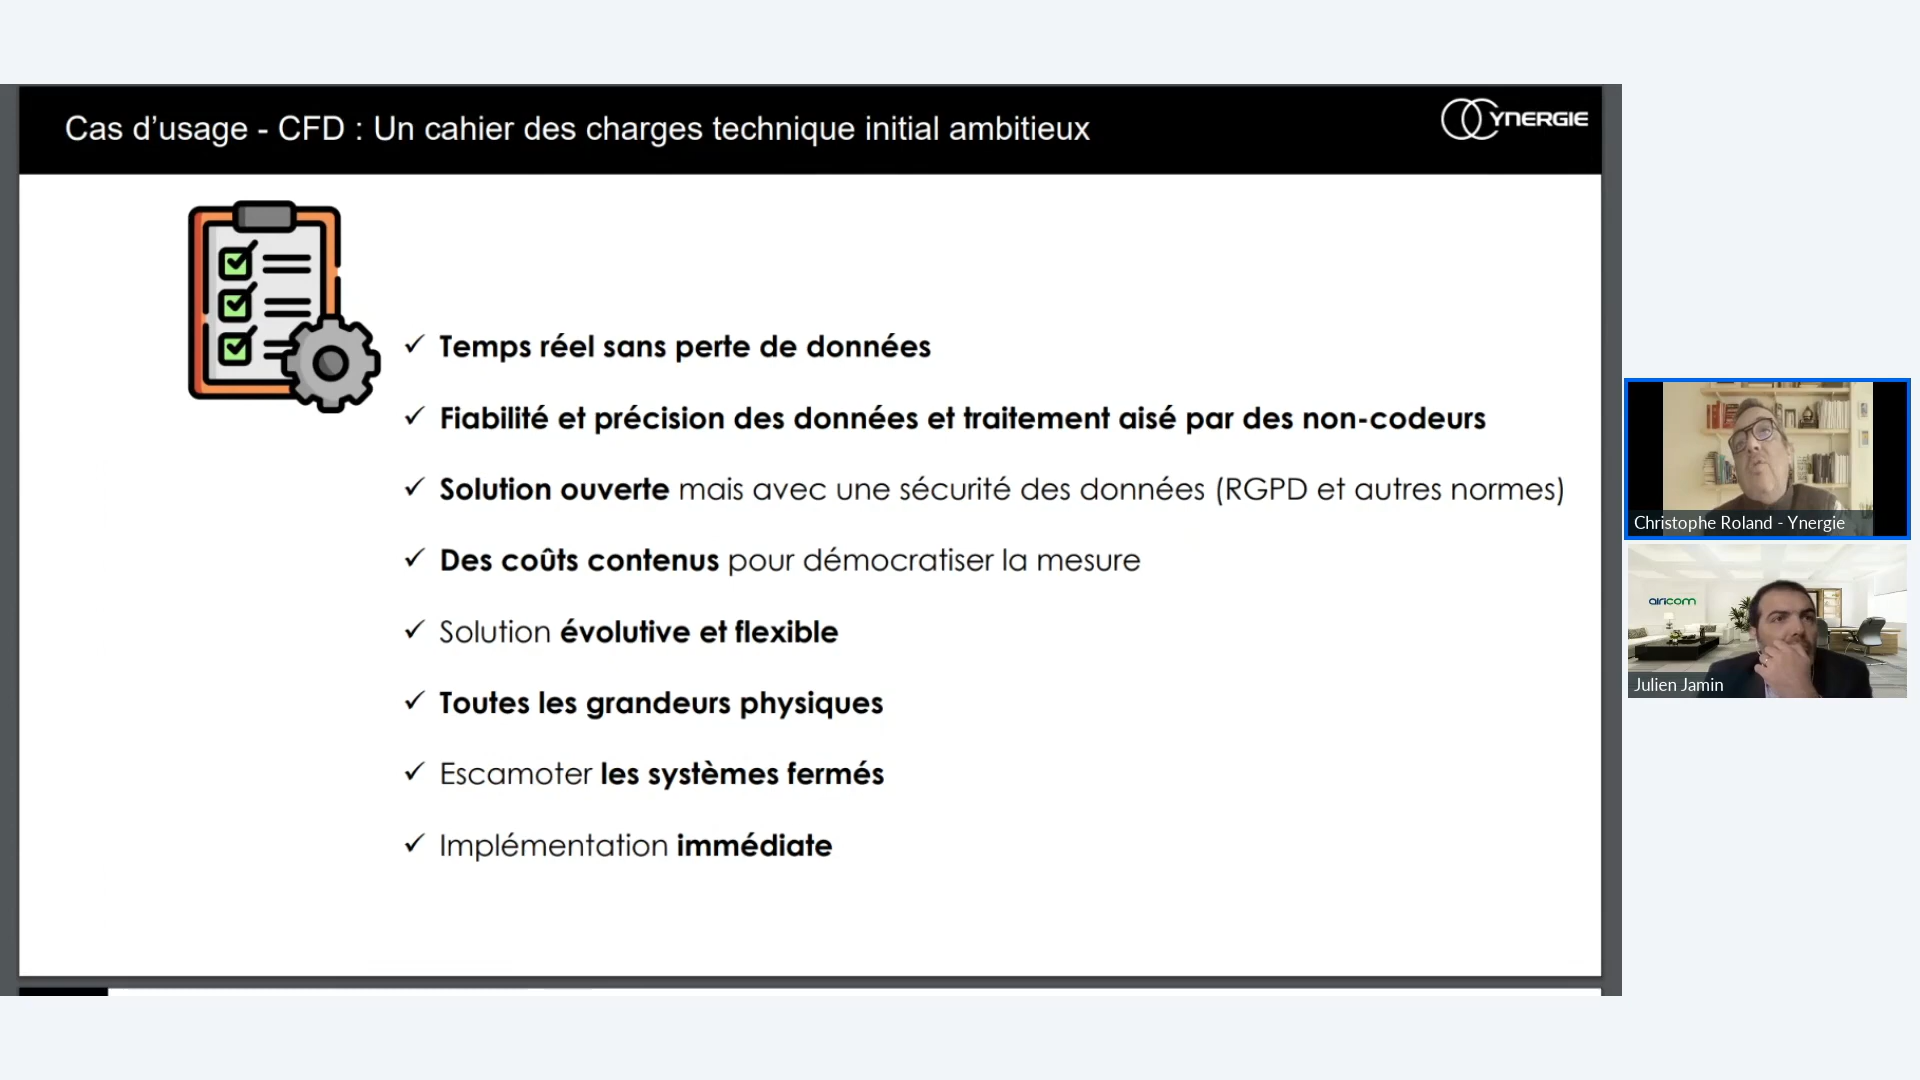 Cas d'usage - CFD : Un cahier des charges technique initial ambitieux
YNERGIE
✓ Temps réel sans perte de données
✓ Fiabilité et précision des données et traitement aisé par des non-codeurs
✓ Solution ouverte mais avec une sécurité des données (RGPD et autres normes)
✓ Des coûts contenus pour démocratiser la mesure
✓ Solution évolutive et flexible
✓ Toutes les grandeurs physiques
✓ Escamoter les systèmes fermés
✓ Implémentation immédiate
Christophe Roland - Ynergie
airicom
Julien Jamin